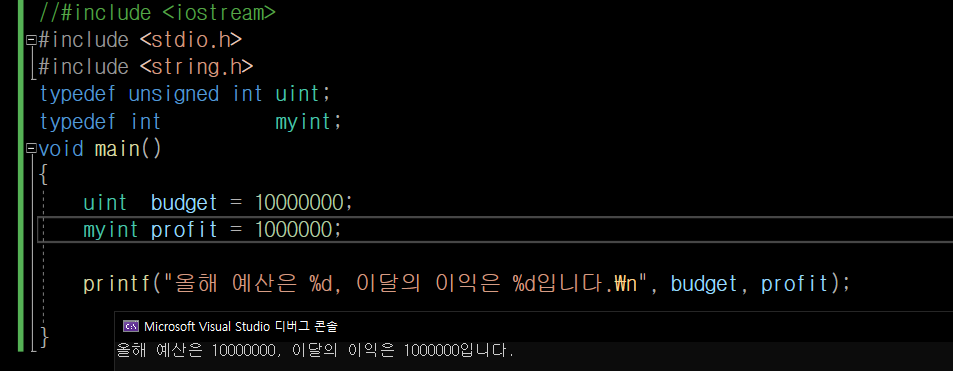 //#include <iostream>
#include <stdio.h>
#include <string.h>
typedef unsigned int uint;
typedef int          myint;
void main()
{
    uint  budget = 10000000;
    myint profit = 1000000;
    printf("올해 예산은 %d, 이달의 이익은 %d입니다.₩n", budget, profit);
}
Microsoft Visual Studio 디버그 콘솔
올해 예산은 10000000, 이달의 이익은 1000000입니다.